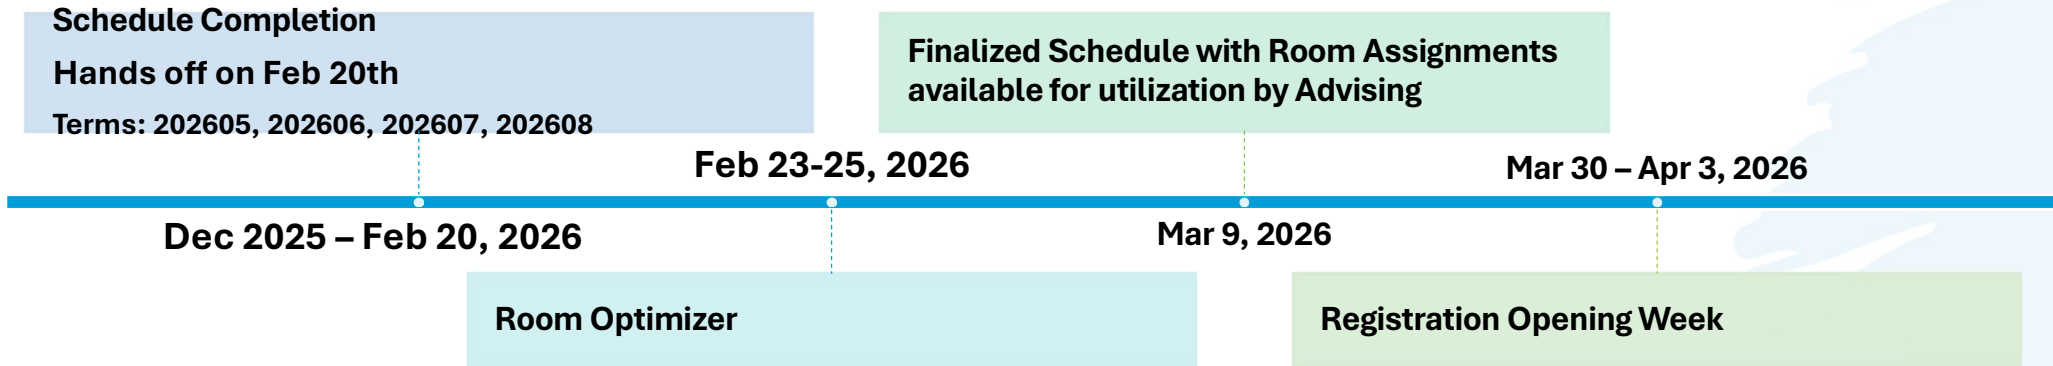 Schedule Completion
Hands off on Feb 20th
Terms: 202605, 202606, 202607, 202608
Finalized Schedule with Room Assignments
available for utilization by Advising
Feb 23-25, 2026
Mar 30 – Apr 3, 2026
Dec 2025 – Feb 20, 2026
Mar 9, 2026
Room Optimizer
Registration Opening Week